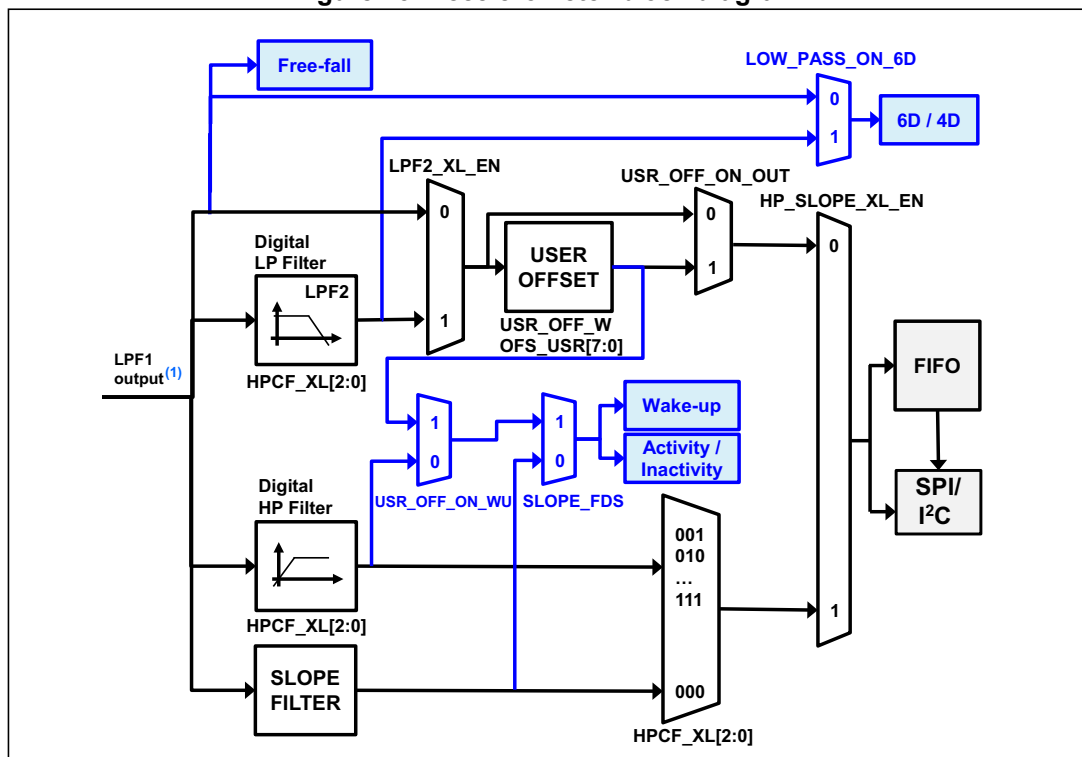 Free-fall
LOW_PASS_ON_6D
0
1
6D / 4D
LPF2_XL_EN
0
1
USR_OFF_ON_OUT
0
1
HP_SLOPE_XL_EN
0
1
Digital
LP Filter
LPF2
HPCF_XL[2:0]
USER
OFFSET
USR_OFF_W
OFS_USR[7:0]
LPF1
output(1)
FIFO
SPI/
I²C
1
0
USR_OFF_ON_WU
1
0
SLOPE_FDS
Wake-up
Activity /
Inactivity
Digital
HP Filter
HPCF_XL[2:0]
SLOPE
FILTER
001
010
...
111
000
HPCF_XL[2:0]